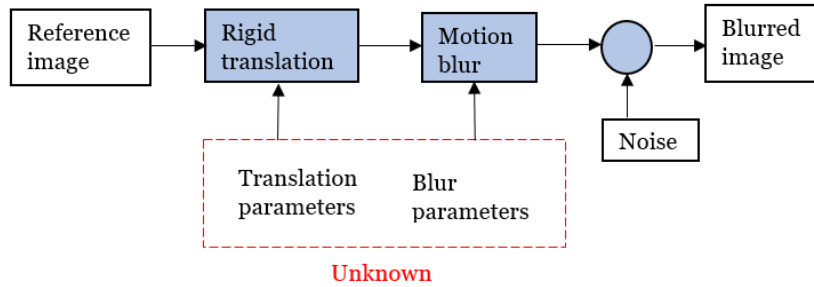 Reference
image
Rigid
translation
Motion
blur
Blurred
image
Noise
Translation
parameters
Blur
parameters
Unknown